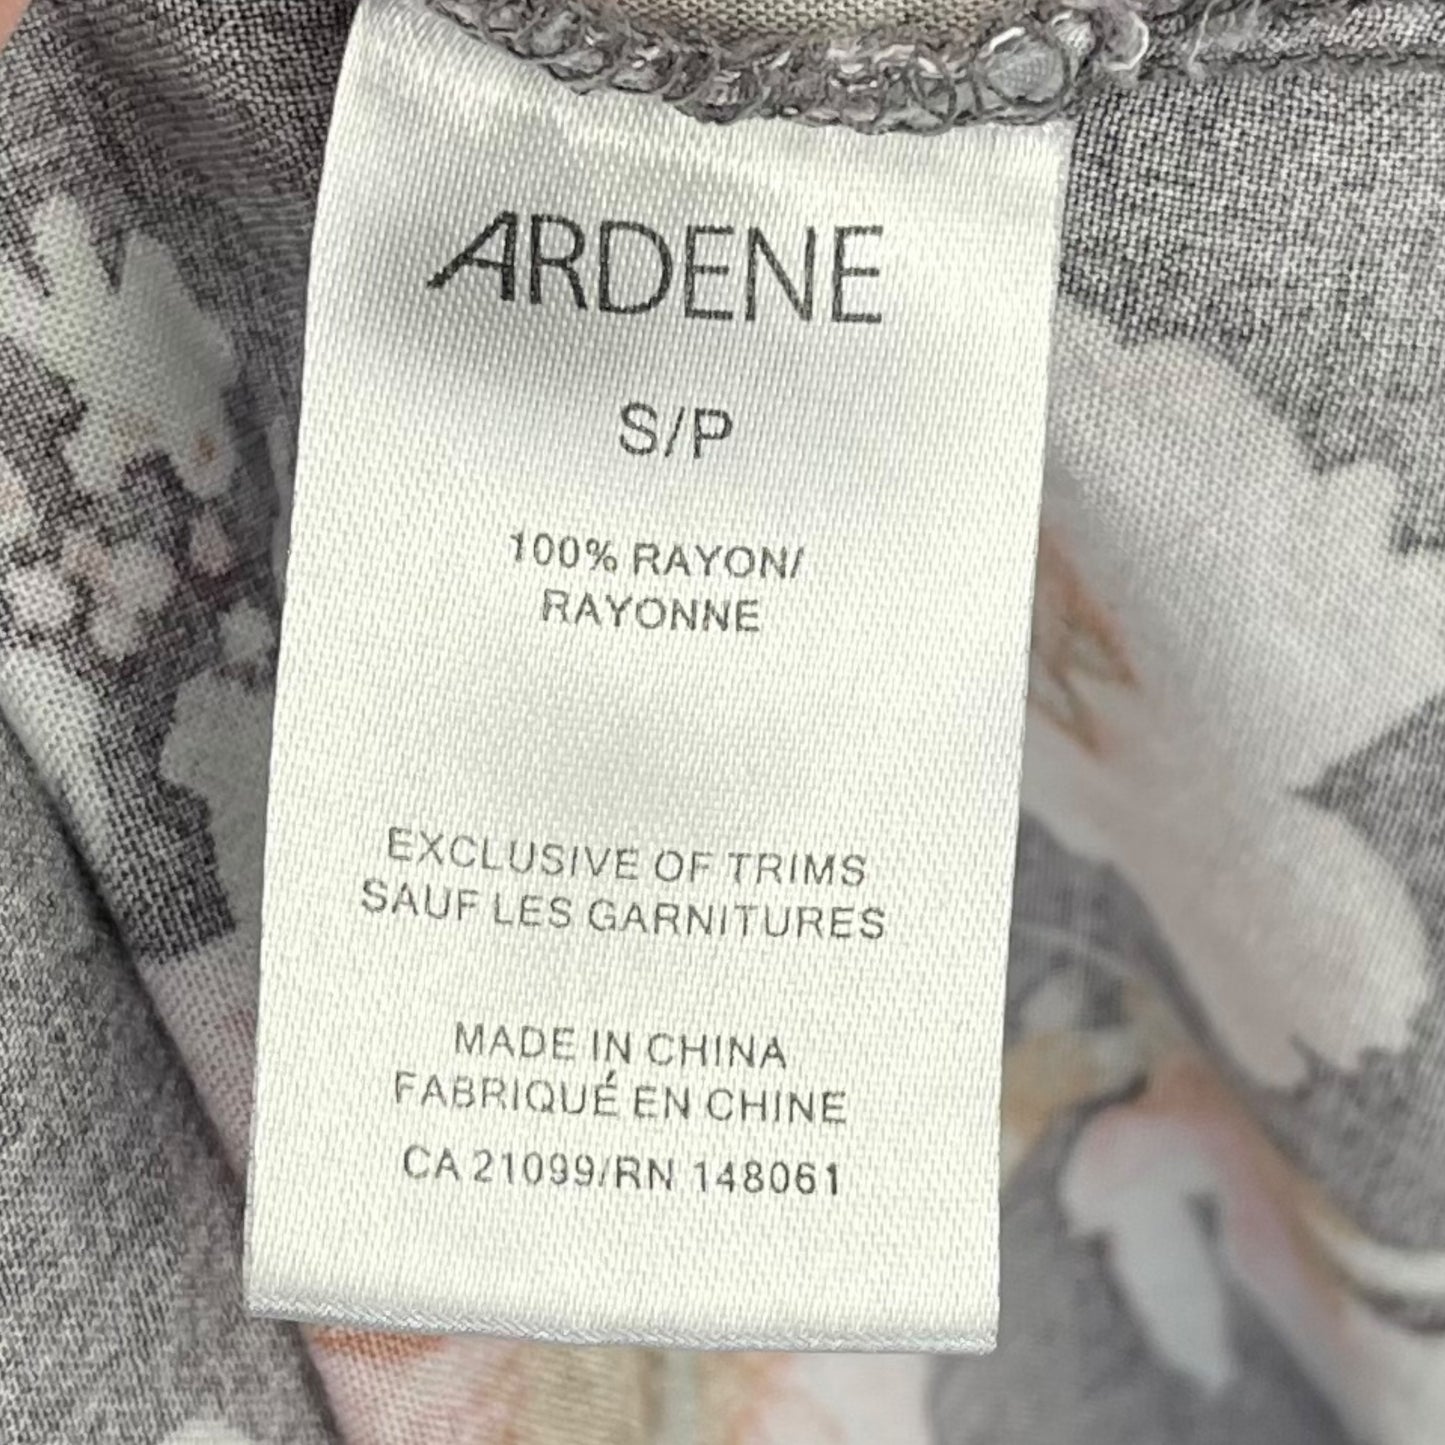 ARDENE
S/P
100% RAYON/
RAYONNE
EXCLUSIVE OF TRIMS
SAUF LES GARNITURES
MADE IN CHINA
FABRIQUÉ EN CHINE
CA 21099/RN 148061